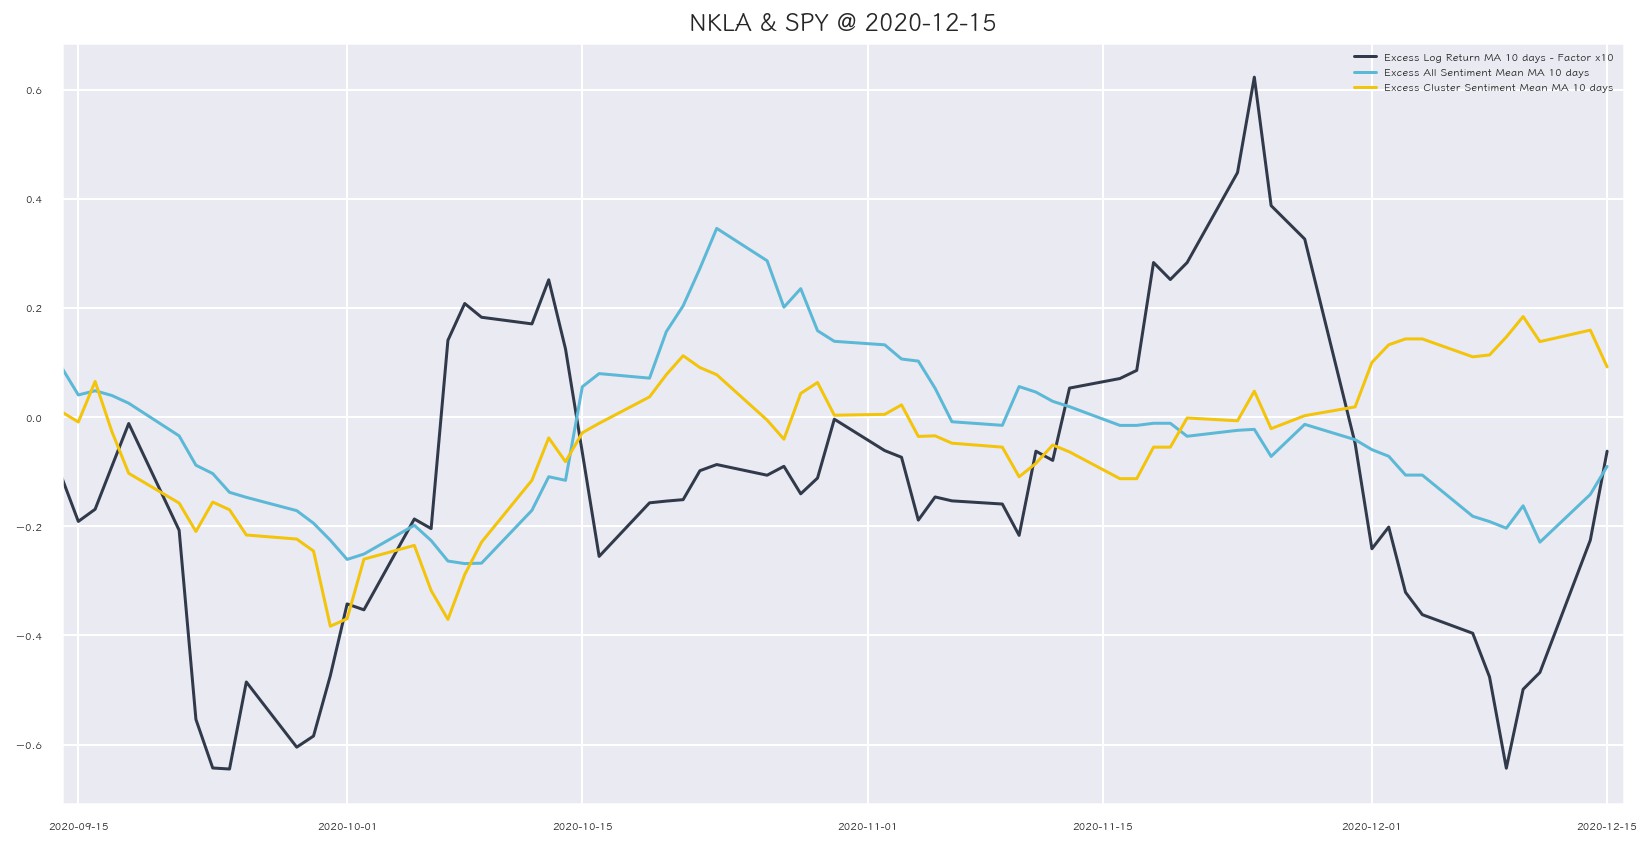 NKLA & SPY @ 2020-12-15
Excess Log Return MA 10 days - Factor x10
Excess All Sentiment Mean MA 10 days
Excess Cluster Sentiment Mean MA 10 days
0.6
0.4
0.2
0.0
−0.2
−0.4
−0.6
2020-09-15 2020-10-01 2020-10-15 2020-11-01 2020-11-15 2020-12-01 2020-12-15